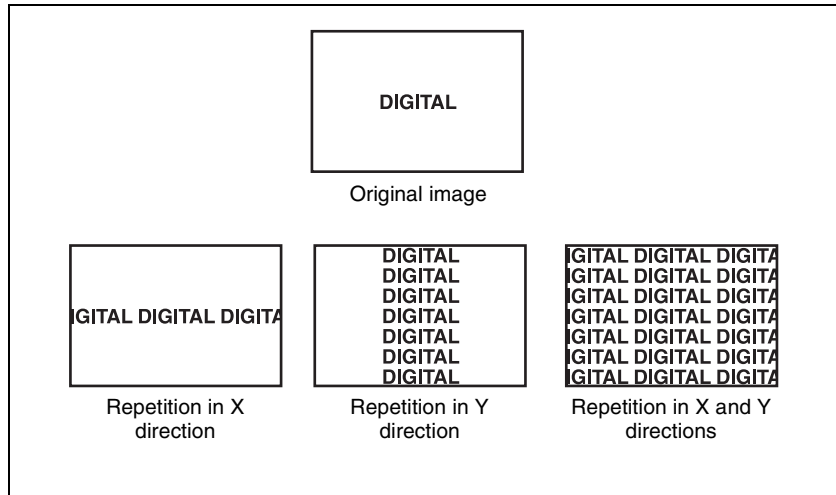 DIGITAL
Original image
IGITAL DIGITAL DIGITA
Repetition in X
direction
DIGITAL
DIGITAL
DIGITAL
DIGITAL
DIGITAL
DIGITAL
DIGITAL
Repetition in Y
direction
IGITAL DIGITAL DIGITA
IGITAL DIGITAL DIGITA
IGITAL DIGITAL DIGITA
IGITAL DIGITAL DIGITA
IGITAL DIGITAL DIGITA
IGITAL DIGITAL DIGITA
IGITAL DIGITAL DIGITA
Repetition in X and Y
directions